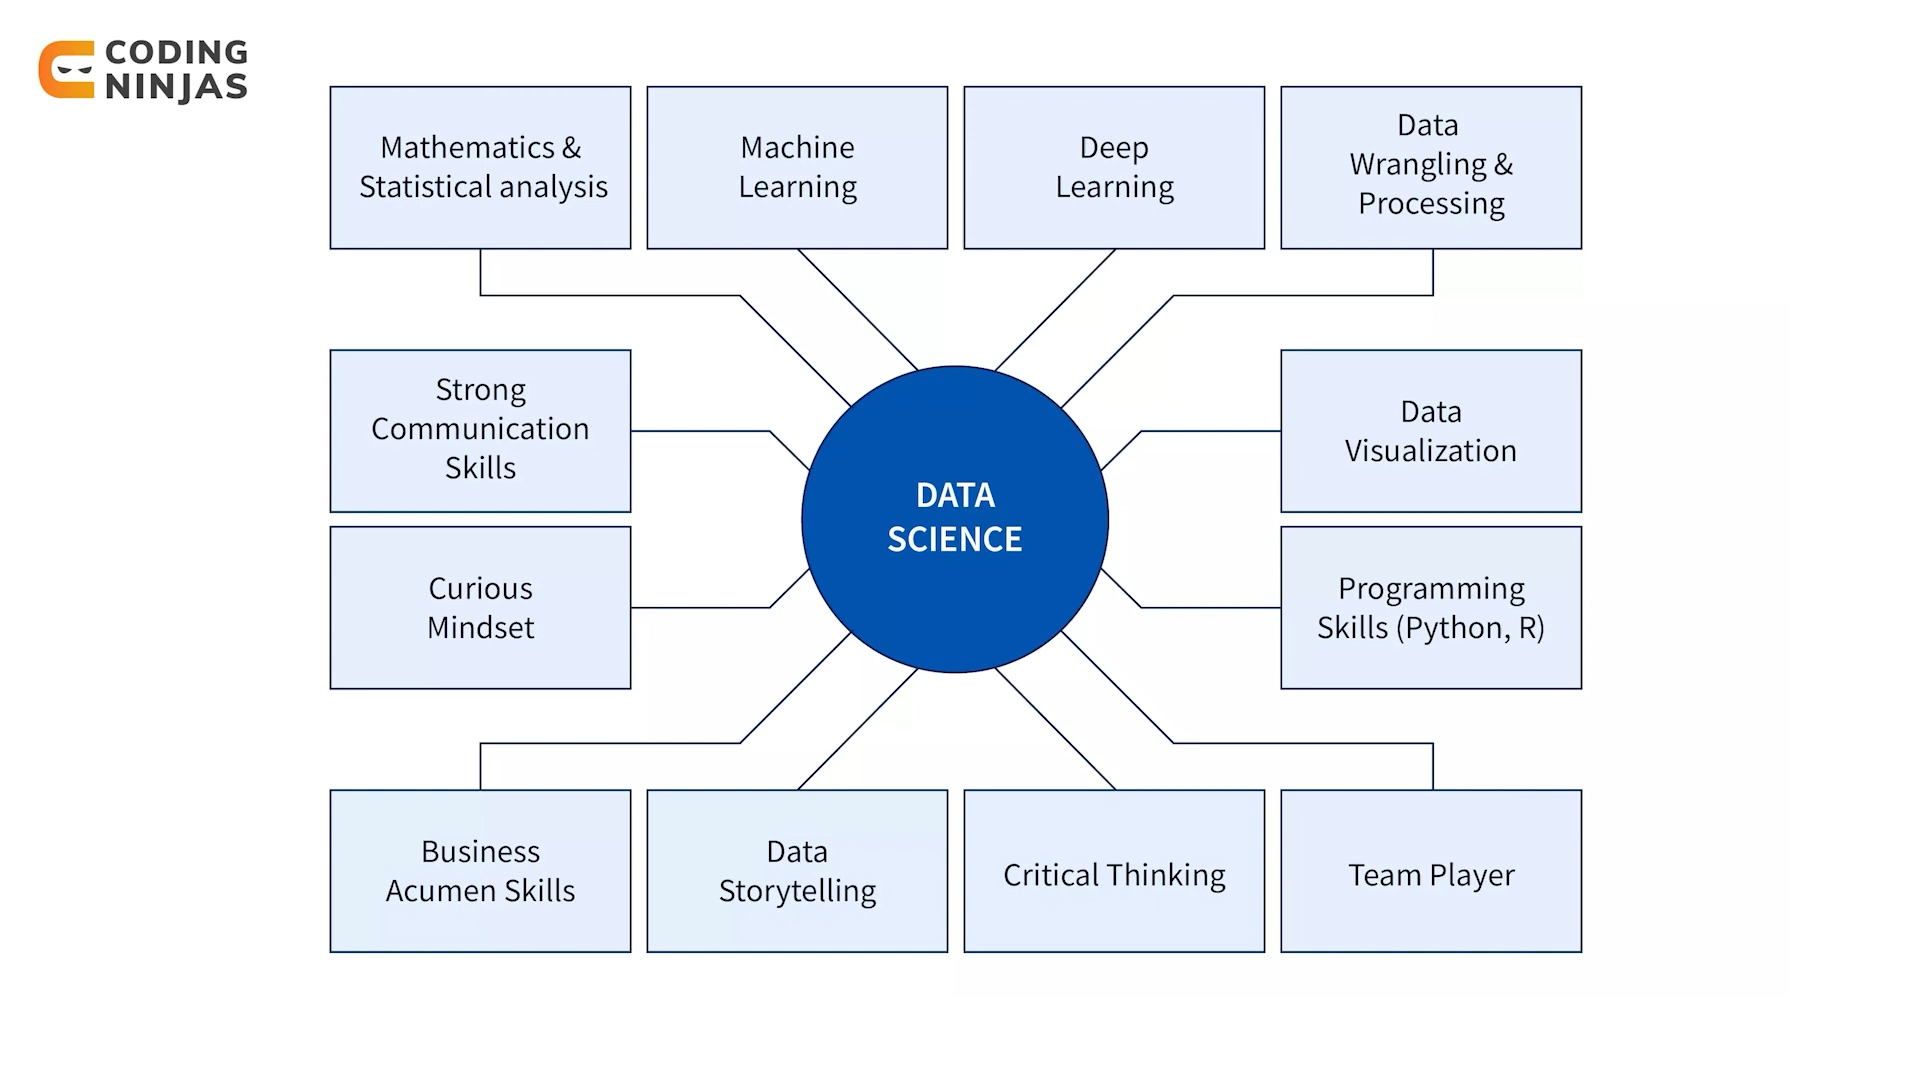 CODING
NINJAS
Mathematics &
Statistical analysis
Machine
Learning
Deep
Learning
Data
Wrangling &
Processing
Strong
Communication
Skills
DATA
SCIENCE
Data
Visualization
Curious
Mindset
Programming
Skills (Python, R)
Business
Acumen Skills
Data
Storytelling
Critical Thinking
Team Player